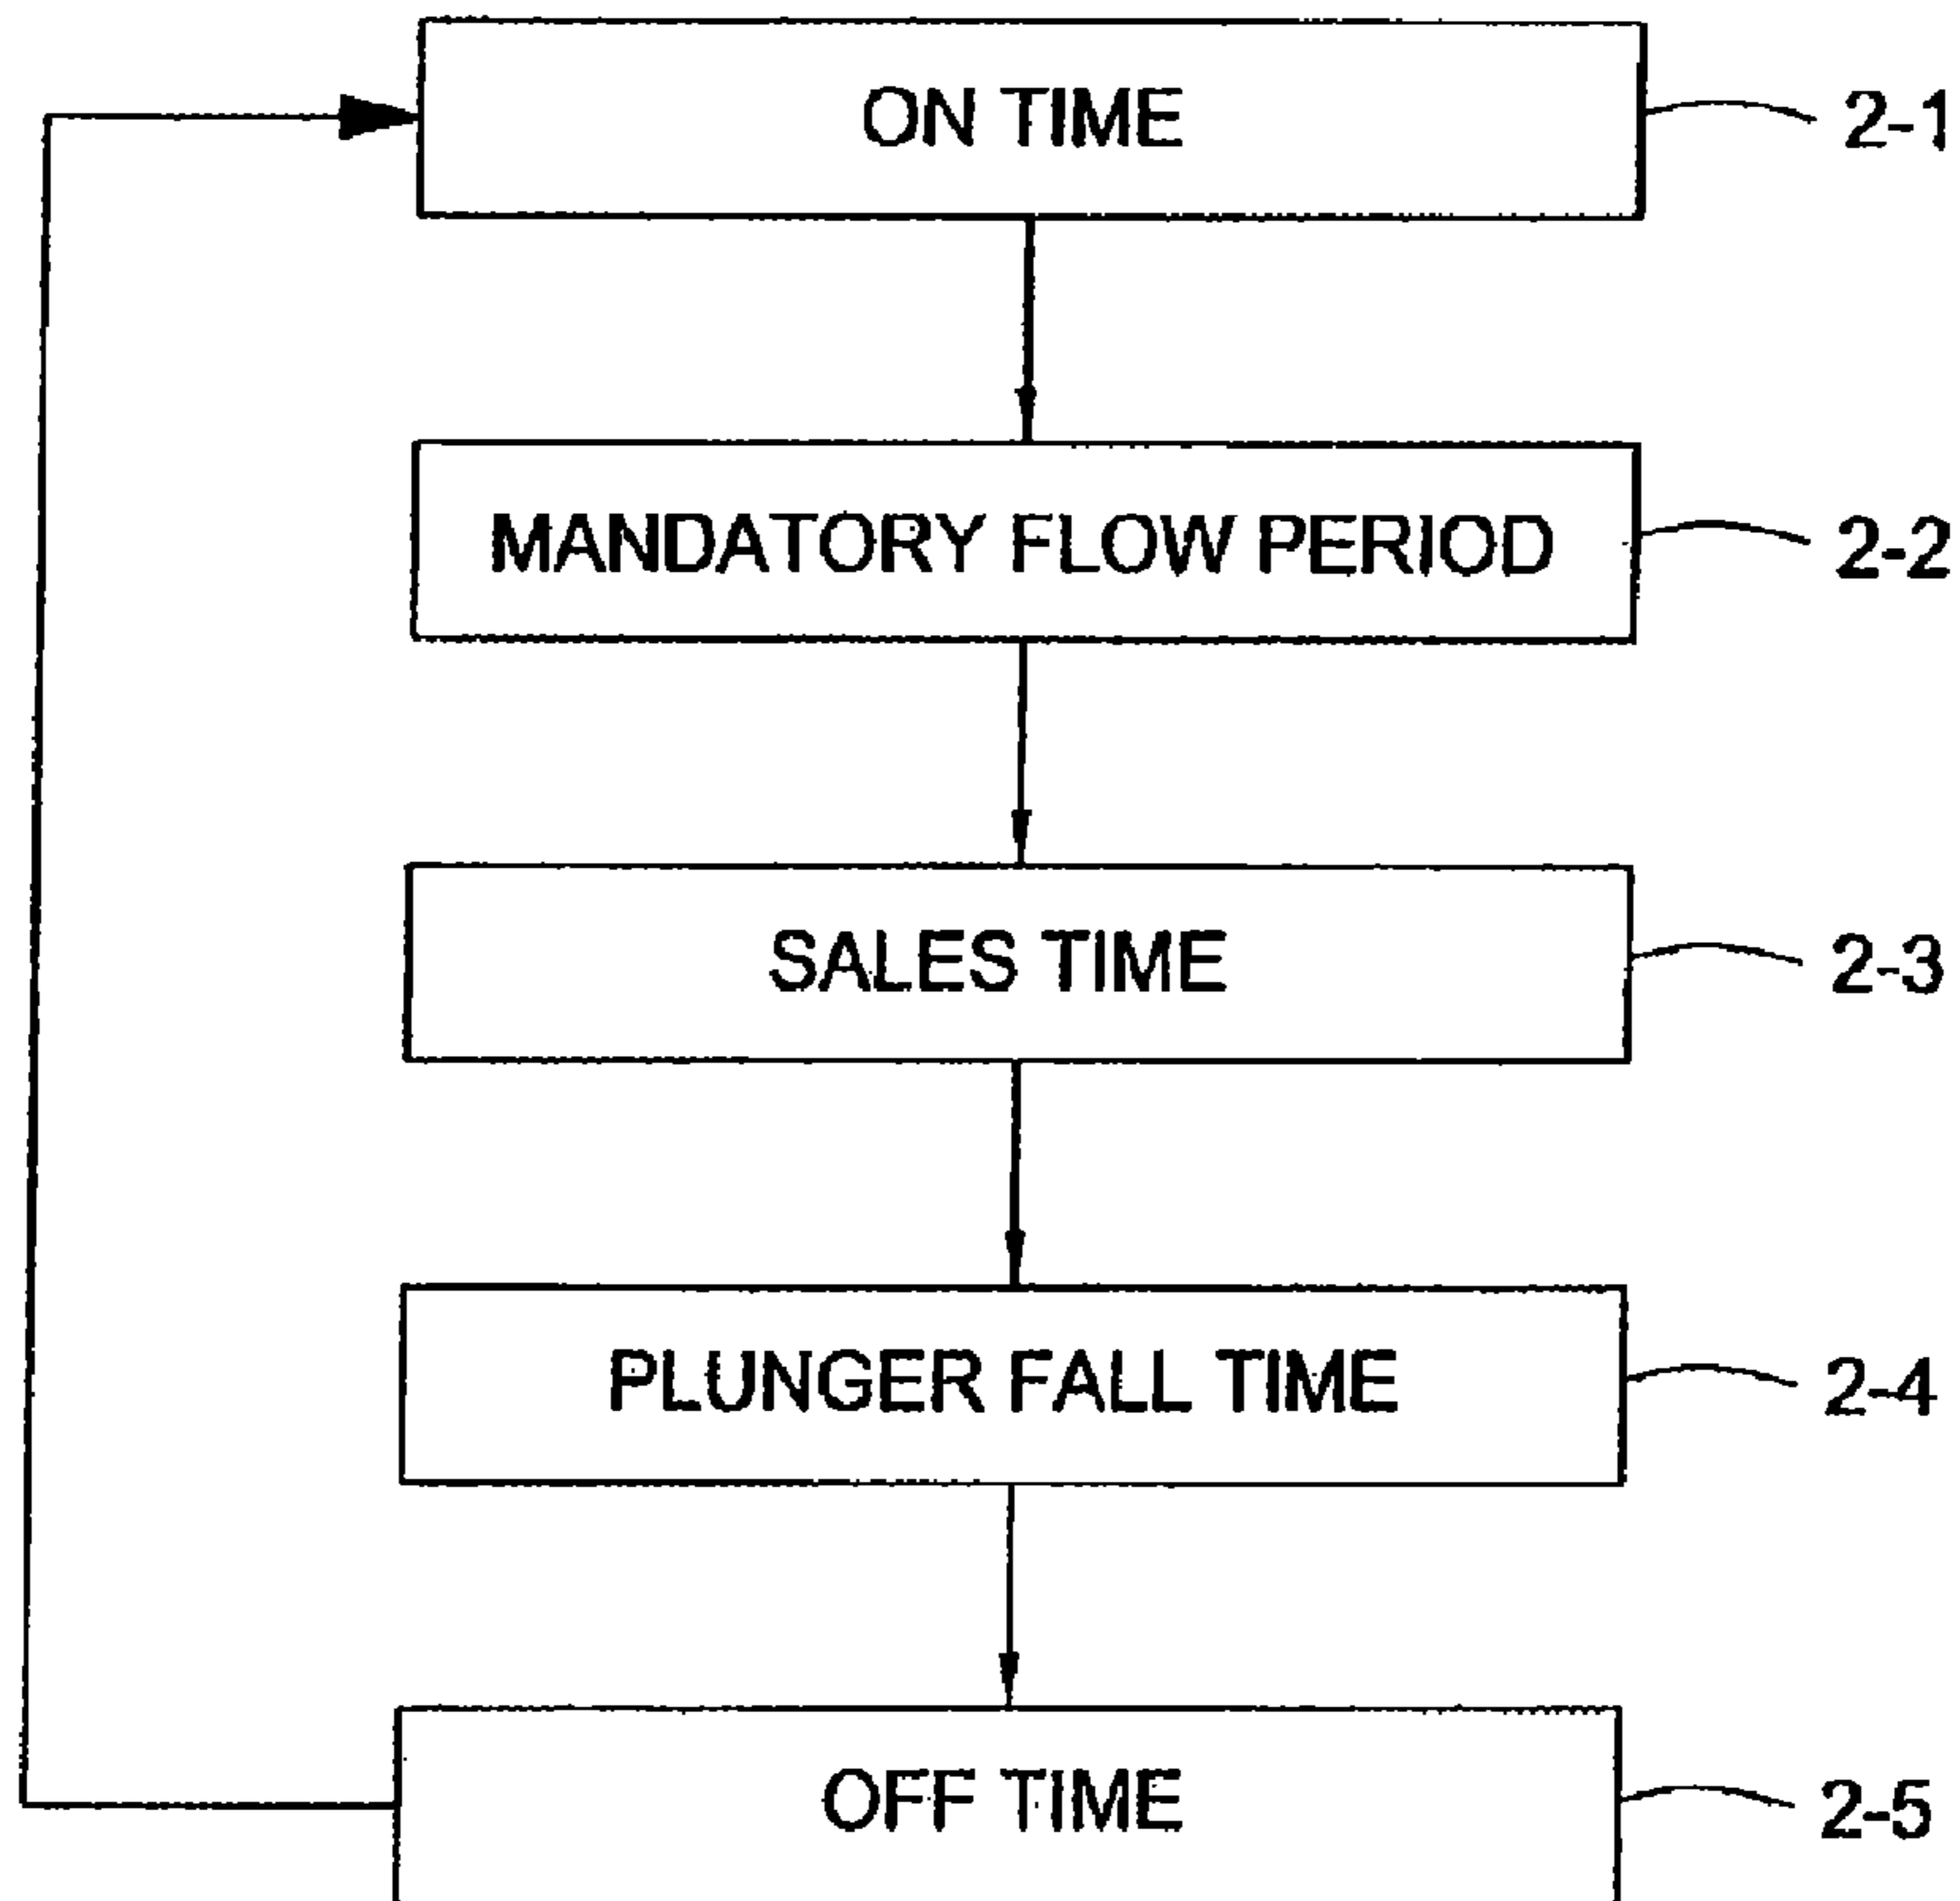 ON TIME 2-1
MANDATORY FLOW PERIOD 2-2
SALES TIME 2-3
PLUNGER FALL TIME 2-4
OFF TIME 2-5